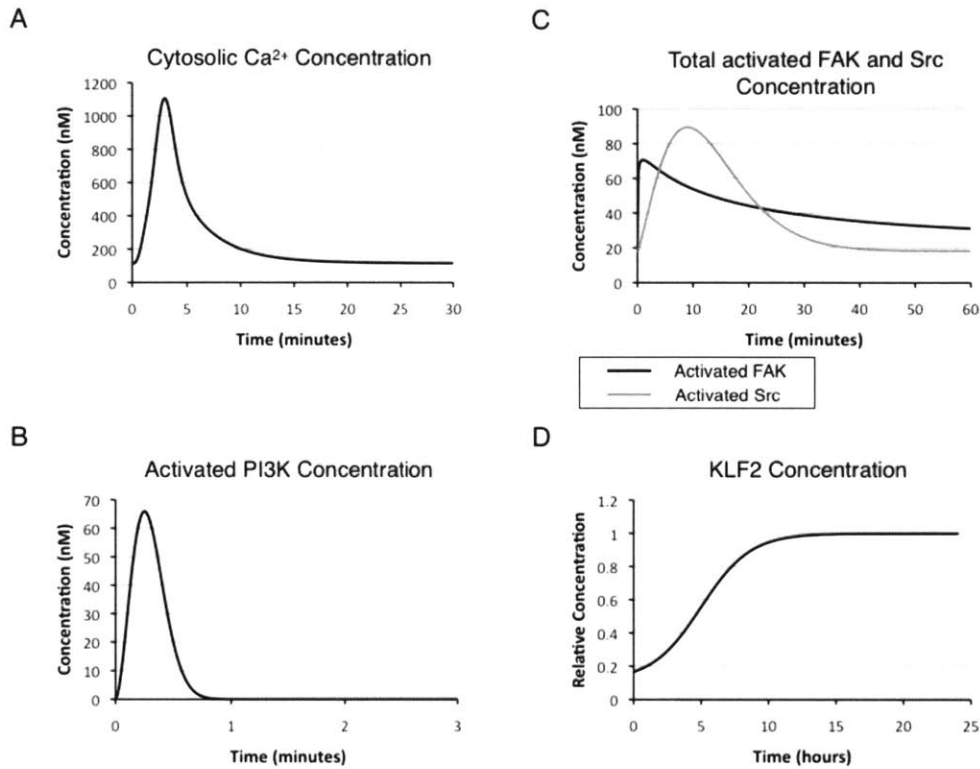 A
Cytosolic Ca²⁺ Concentration
Concentration (nM)
1200
1000
800
600
400
200
0
0 5 10 15 20 25 30
Time (minutes)
C
Total activated FAK and Src
Concentration
Concentration (nM)
100
80
60
40
20
0
0 10 20 30 40 50 60
Time (minutes)
Activated FAK
Activated Src
B
Activated PI3K Concentration
Concentration (nM)
70
60
50
40
30
20
10
0
0 1 2 3
Time (minutes)
D
KLF2 Concentration
Relative Concentration
1.2
1
0.8
0.6
0.4
0.2
0
0 5 10 15 20 25
Time (hours)